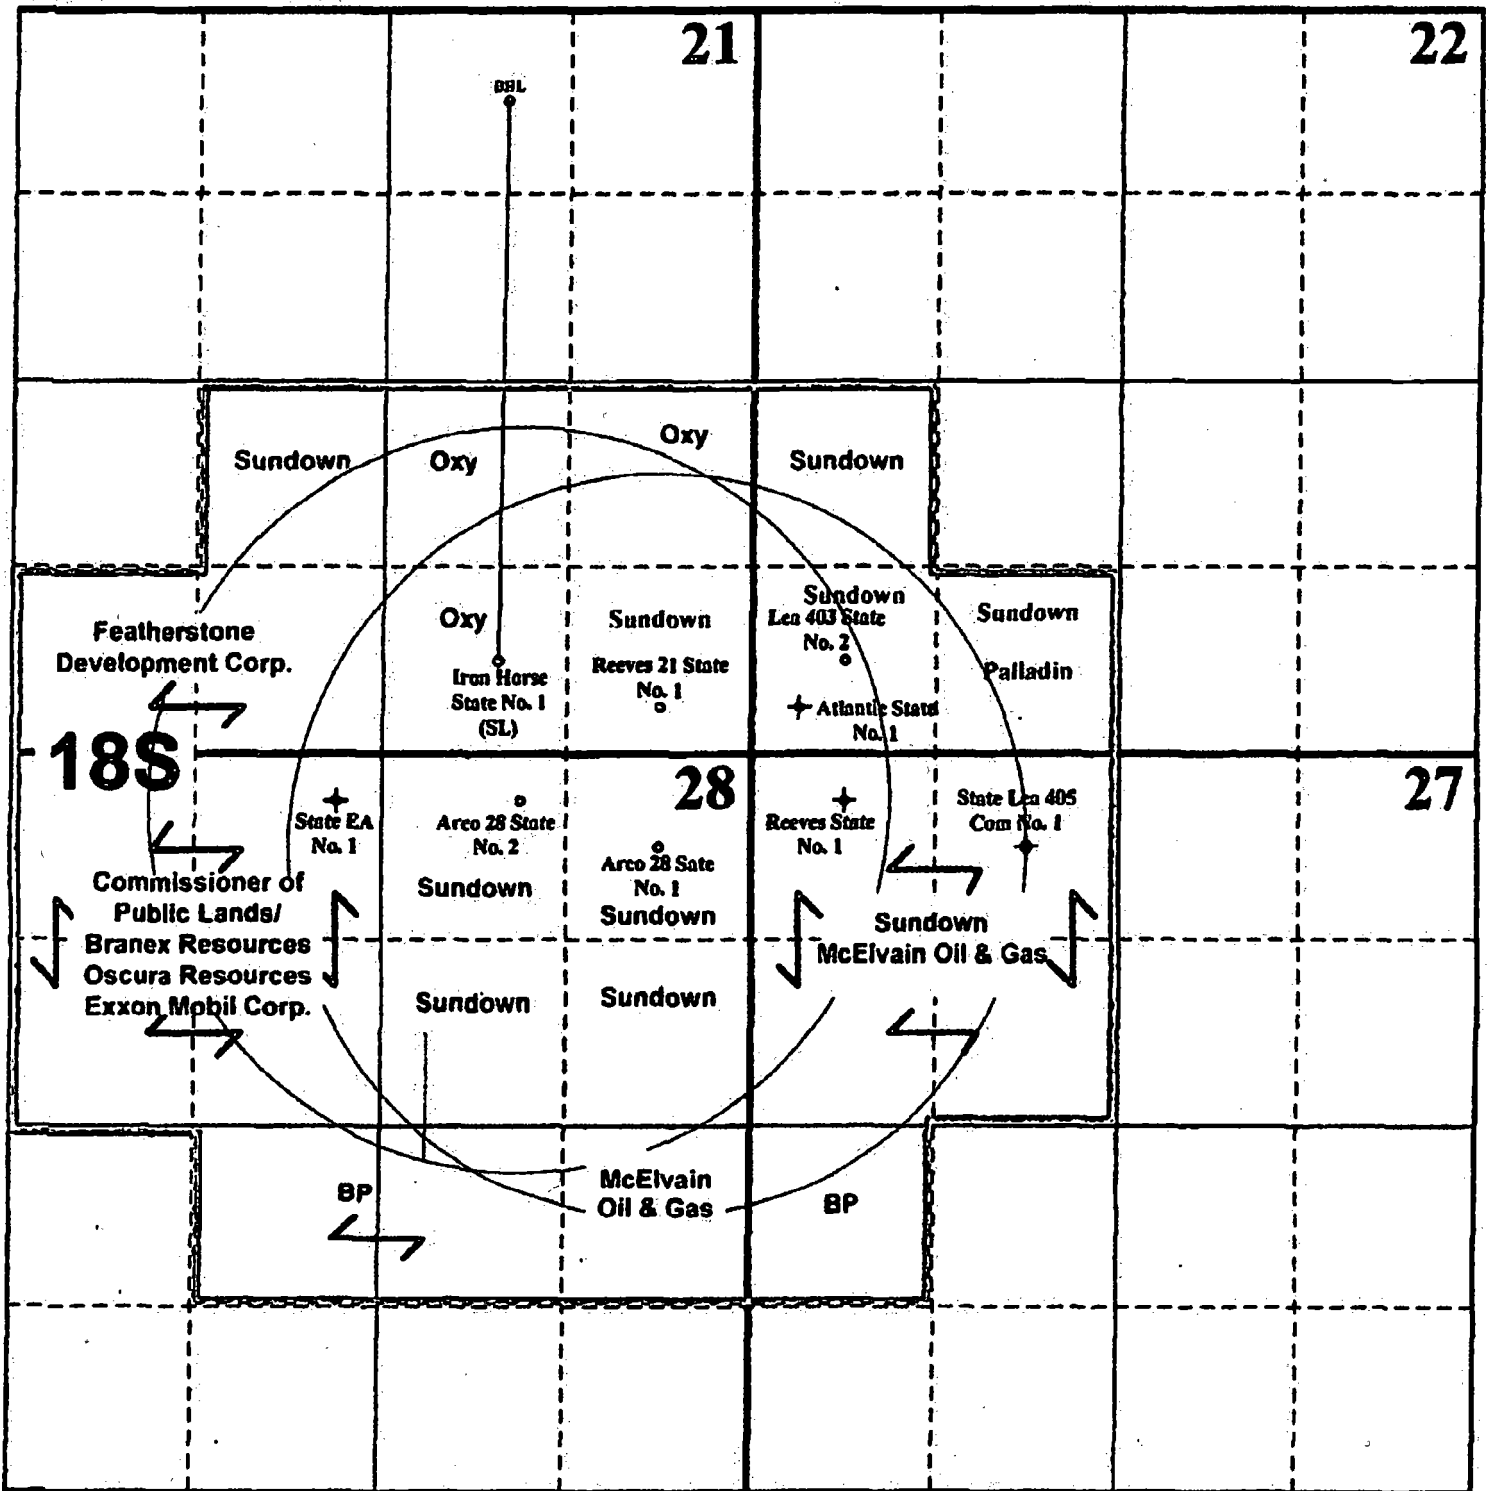 21
22
BHL
Sundown
Oxy
Oxy
Sundown
Featherstone
Development Corp.
Oxy
Iron Horse
State No. 1
(SL)
Sundown
Reeves 21 State
No. 1
Sundown
Lea 403 State
No. 2
Atlantic State
No. 1
Sundown
Palladin
18S
28
27
State EA
No. 1
Arco 28 State
No. 2
Sundown
Arco 28 Sate
No. 1
Sundown
Reeves State
No. 1
State Lea 405
Com No. 1
Commissioner of
Public Lands/
Branex Resources
Oscura Resources
Exxon Mobil Corp.
Sundown
McElvain Oil & Gas
Sundown
Sundown
BP
McElvain
Oil & Gas
BP